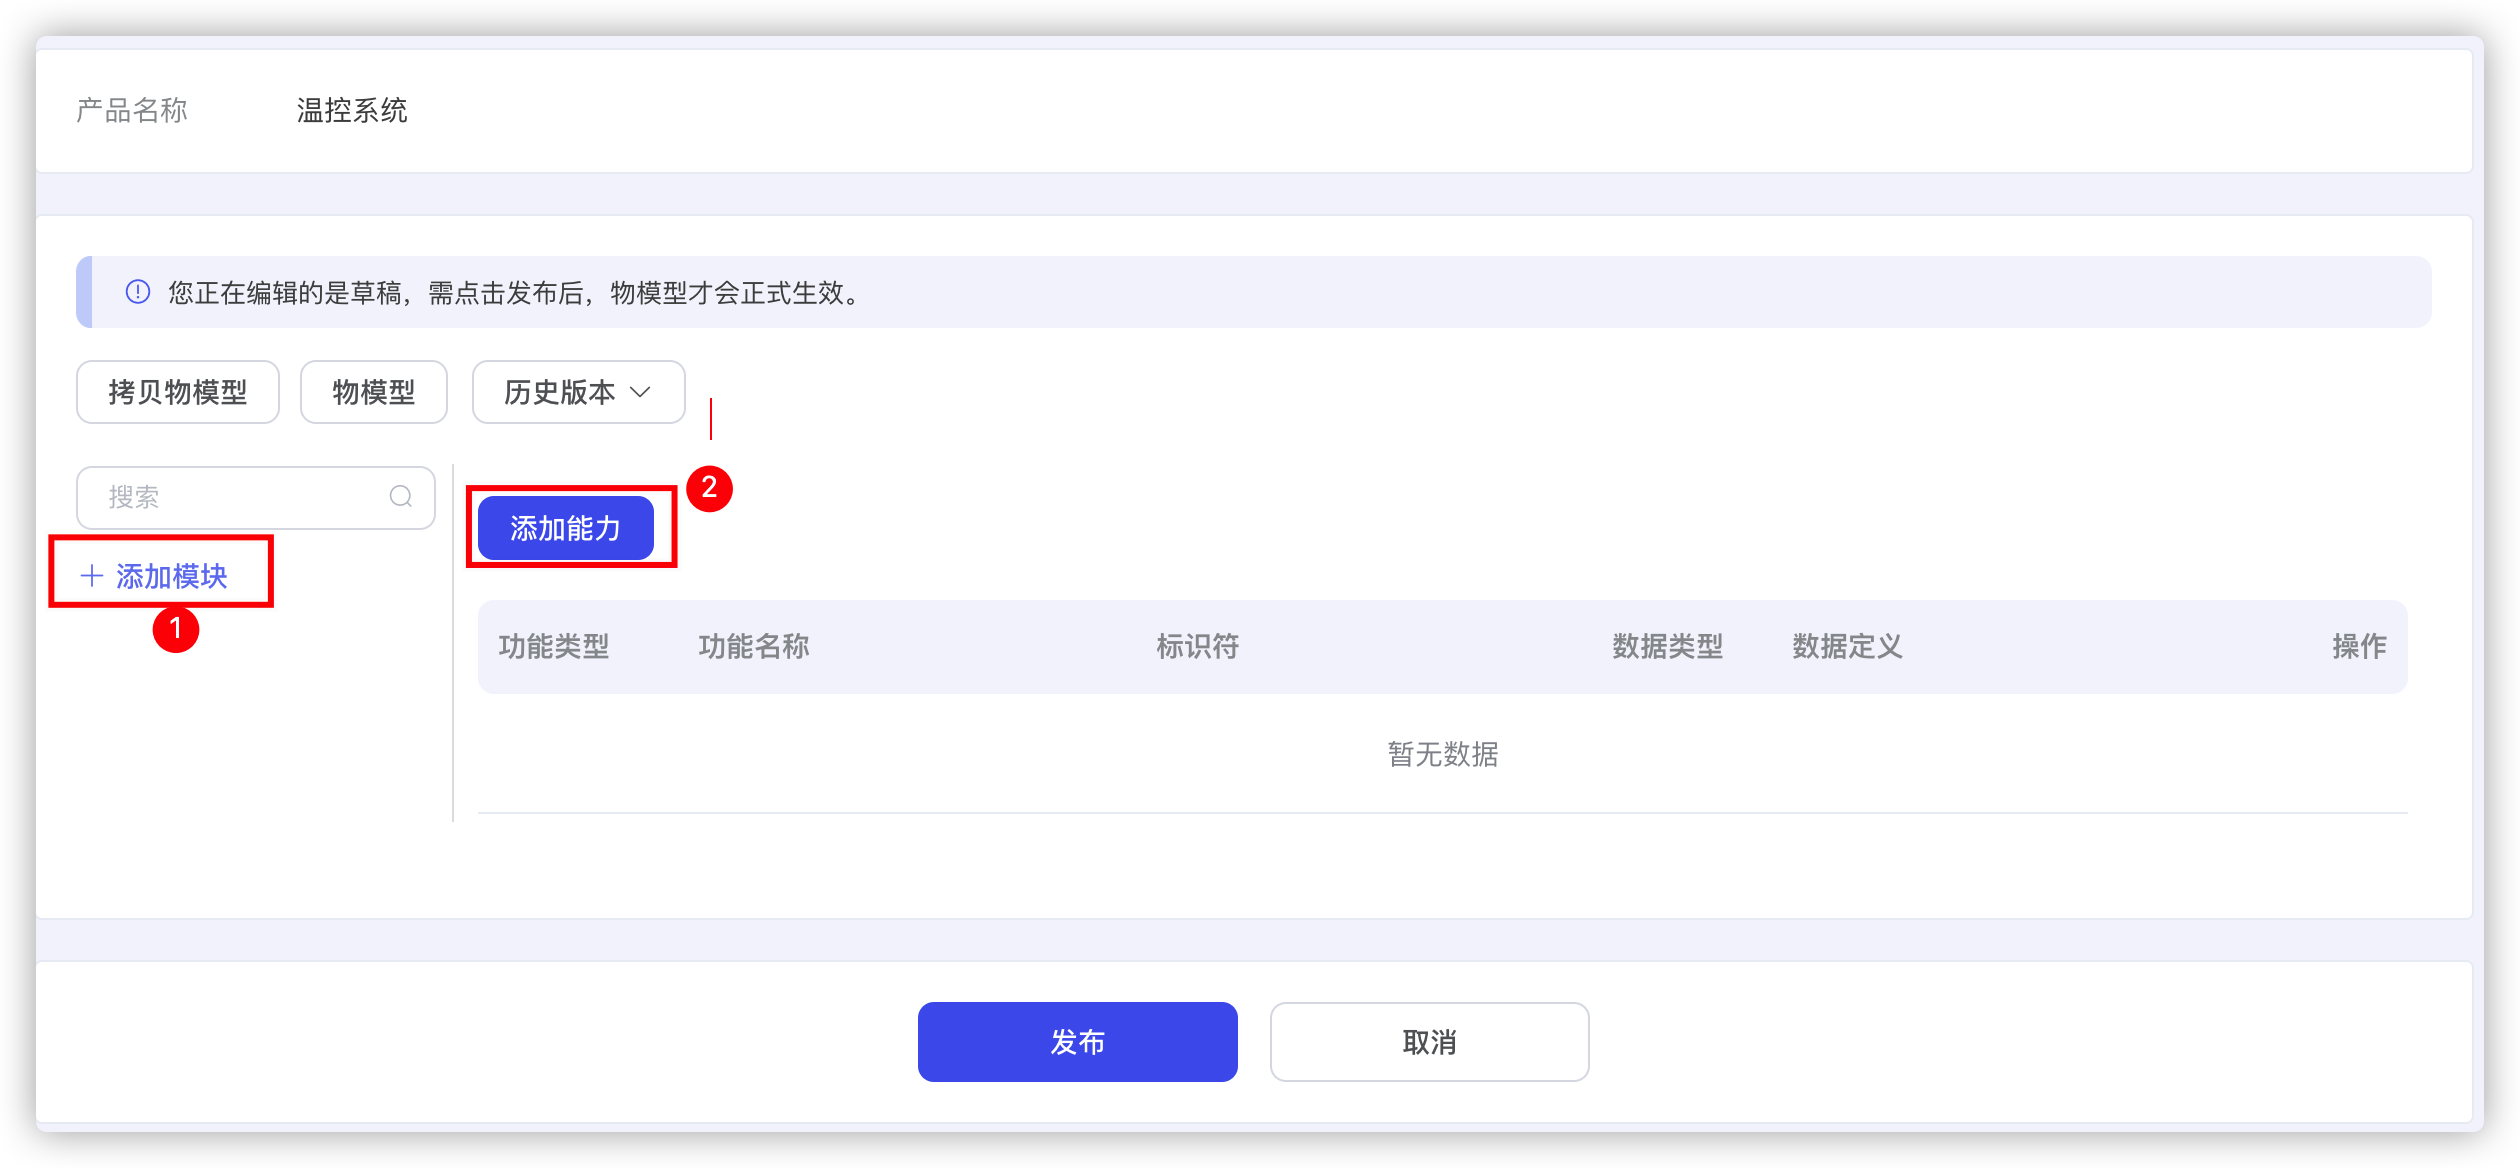 产品名称 温控系统
您正在编辑的是草稿，需点击发布后，物模型才会正式生效。
拷贝物模型 物模型 历史版本
搜索
2
添加能力
添加模块
1
功能类型 功能名称 标识符 数据类型 数据定义 操作
暂无数据
发布 取消